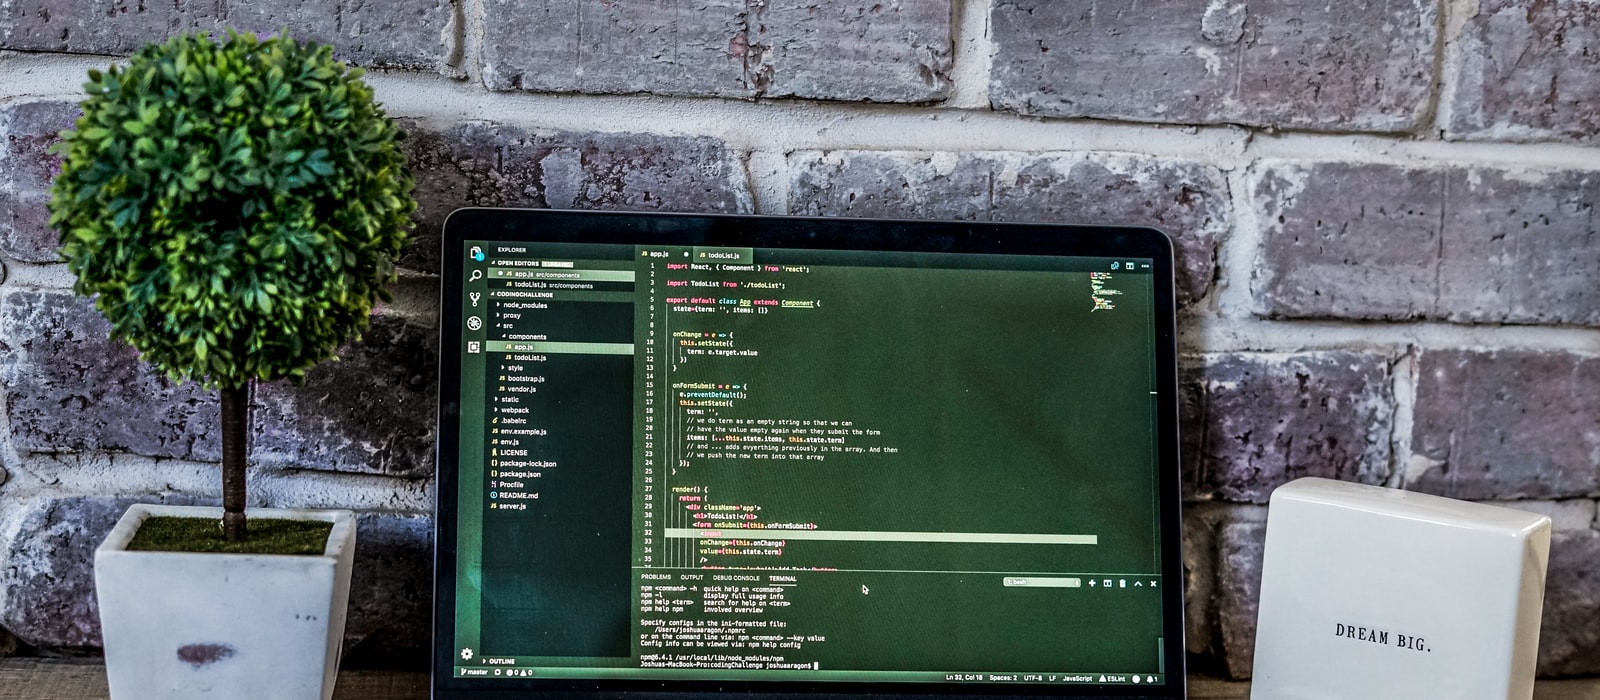 EXPLORER
OPEN EDITORS
app.js src/components
todoList.js src/components
CODINGCHALLENGE
node_modules
proxy
src
components
app.js
todoList.js
style
bootstrap.js
vendor.js
static
webpack
.babelrc
env.example.js
env.js
LICENSE
package-lock.json
package.json
Procfile
README.md
server.js
OUTLINE
app.js
todoList.js
1 import React, { Component } from 'react';
2
3 import TodoList from './todoList';
4
5 export default class App extends Component {
6 state={term: '', items: []}
7
8
9 onChange = e => {
10 this.setState({
11 term: e.target.value
12 })
13 }
14
15 onFormSubmit = e => {
16 e.preventDefault();
17 this.setState({
18 term: '',
19 // we do term as an empty string so that we can
20 // have the value empty again when they submit the form
21 items: [...this.state.items, this.state.term]
22 // and ... adds evyerthing previously in the array. And then
23 // we push the new term into that array
24 });
25 }
26
27 render() {
28 return (
29 <div className='app'>
30 <h1>TodoList!</h1>
31 <form onSubmit={this.onFormSubmit}>
32 <input
33 onChange={this.onChange}
34 value={this.state.term}
35 />
PROBLEMS OUTPUT DEBUG CONSOLE TERMINAL
1: bash
npm <command> -h quick help on <command>
npm -l display full usage info
npm help <term> search for help on <term>
npm help npm involved overview
Specify configs in the ini-formatted file:
/Users/joshuaaragon/.npmrc
or on the command line via: npm <command> --key value
Config info can be viewed via: npm help config
npm@6.4.1 /usr/local/lib/node_modules/npm
Joshuas-MacBook-Pro:codingChallenge joshuaaragon$
master 0 0
Ln 32, Col 18 Spaces: 2 UTF-8 LF JavaScript ESLint 1
DREAM BIG.